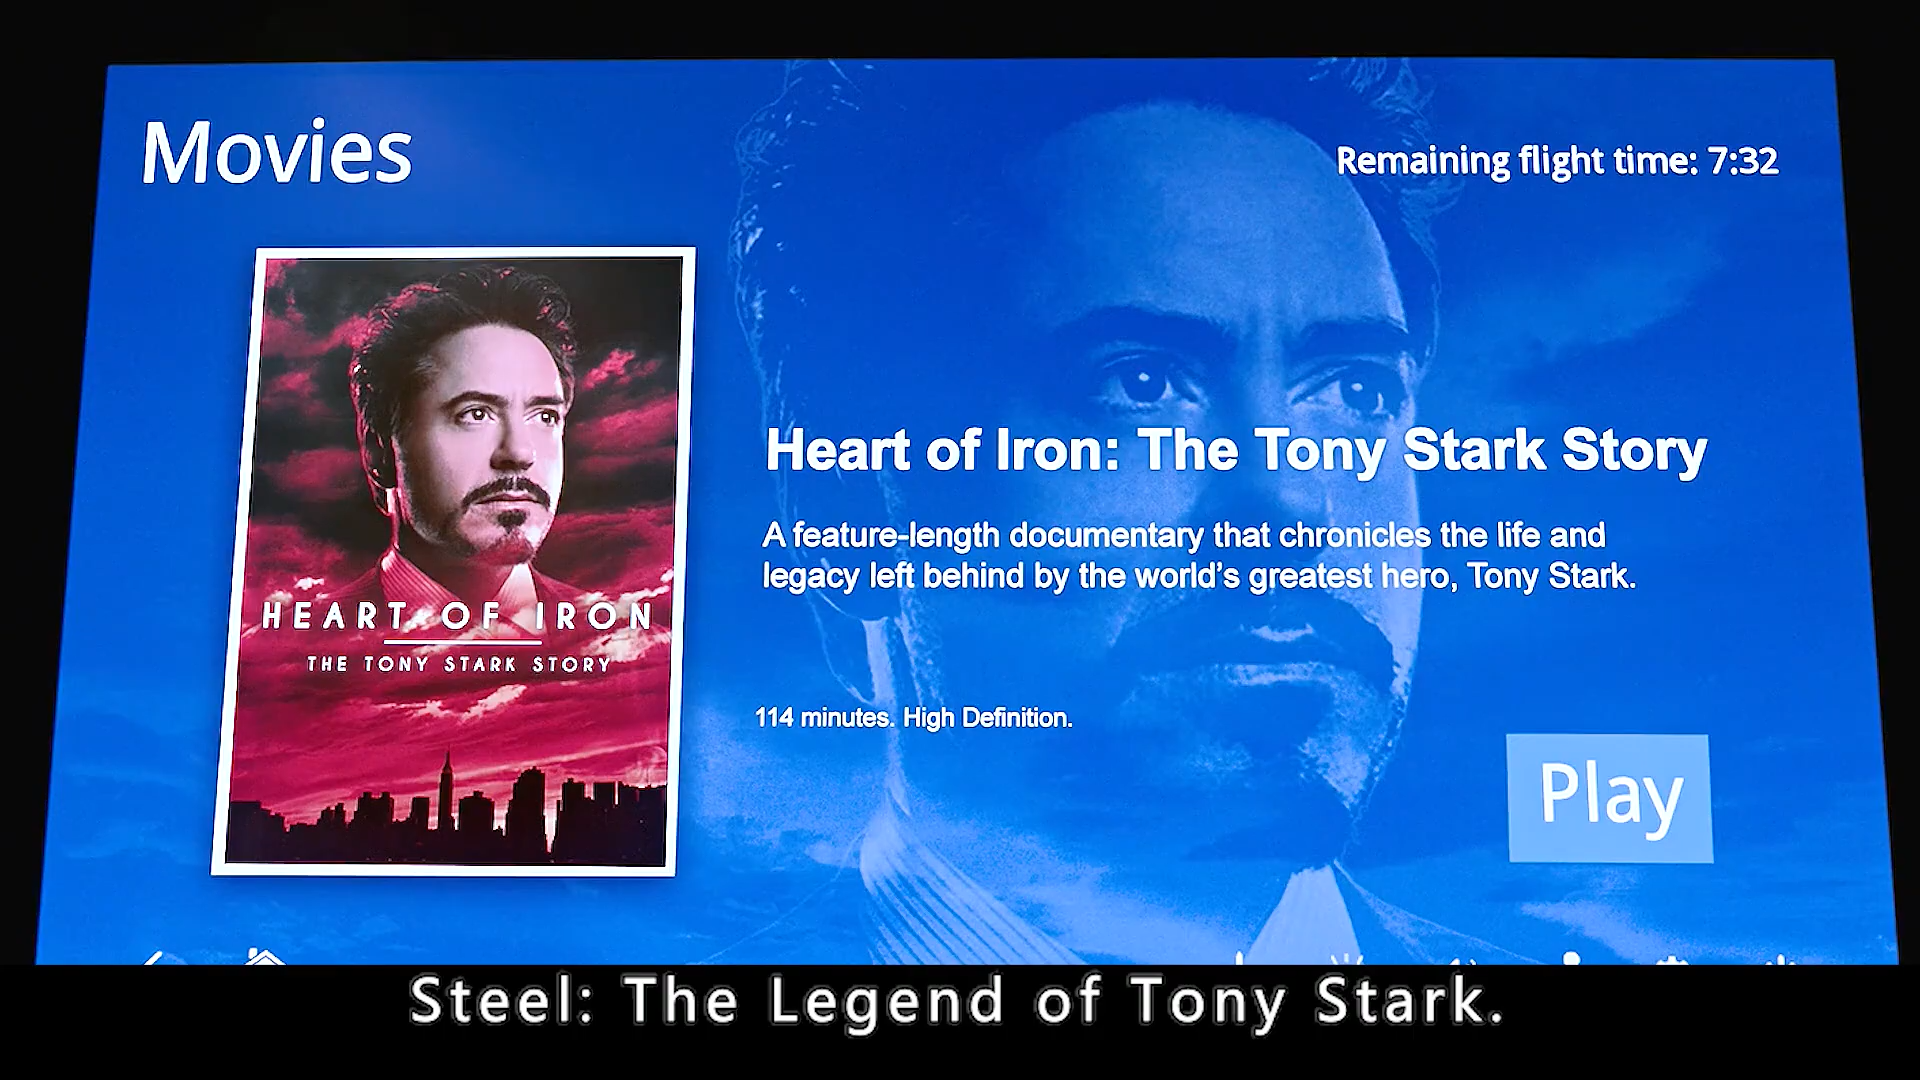 Movies
Remaining flight time: 7:32
HEART OF IRON
THE TONY STARK STORY
Heart of Iron: The Tony Stark Story
A feature-length documentary that chronicles the life and
legacy left behind by the world's greatest hero, Tony Stark.
114 minutes. High Definition.
Play
Steel: The Legend of Tony Stark.